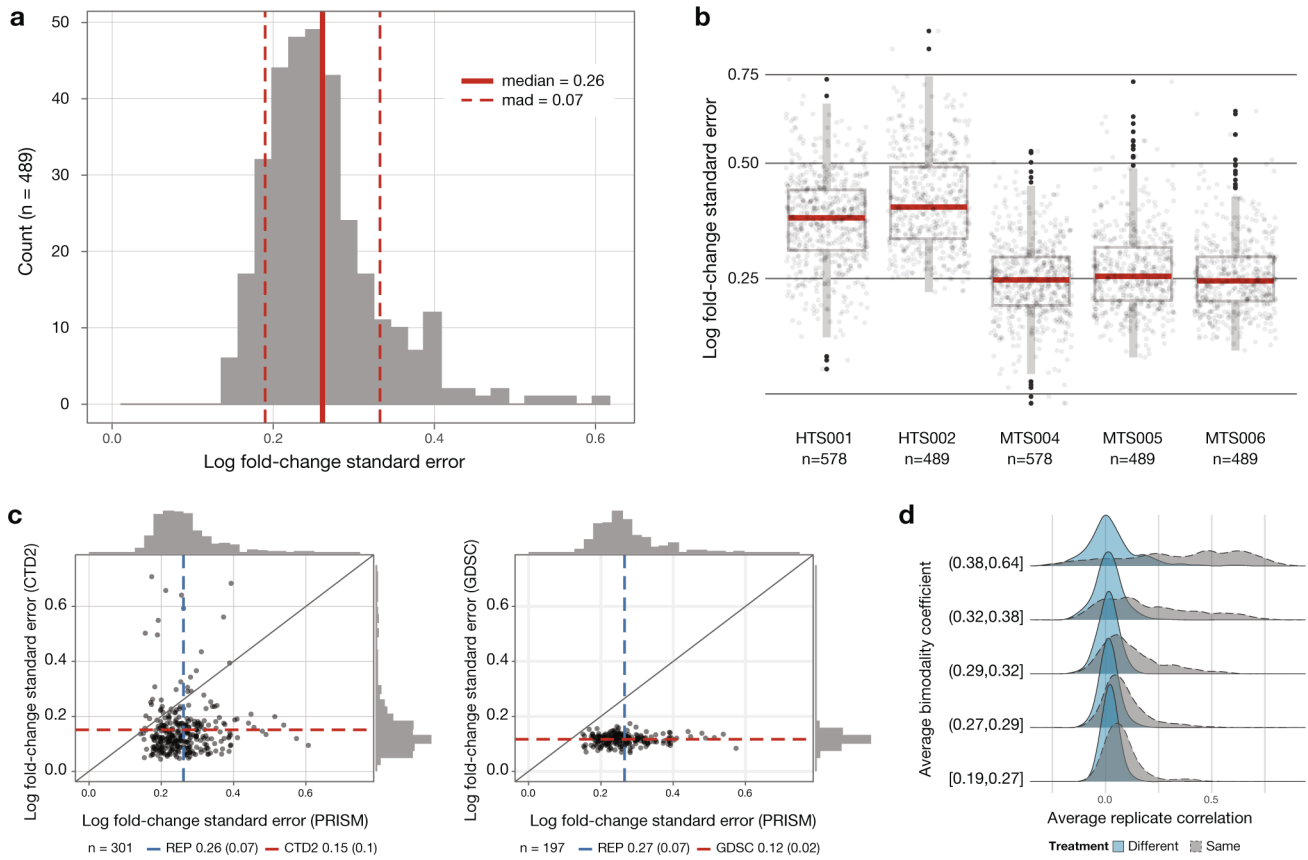 a
50
40
30
20
10
0
Count (n = 489)
median = 0.26
mad = 0.07
0.0 0.2 0.4 0.6
Log fold-change standard error
b
0.75
0.50
0.25
Log fold-change standard error
HTS001 HTS002 MTS004 MTS005 MTS006
n=578 n=489 n=578 n=489 n=489
c
Log fold-change standard error (CTD2)
0.6
0.4
0.2
0.0
0.0 0.2 0.4 0.6
Log fold-change standard error (PRISM)
n = 301 REP 0.26 (0.07) CTD2 0.15 (0.1)
Log fold-change standard error (GDSC)
0.6
0.4
0.2
0.0
0.0 0.2 0.4 0.6
Log fold-change standard error (PRISM)
n = 197 REP 0.27 (0.07) GDSC 0.12 (0.02)
d
Average bimodality coefficient
(0.38,0.64]
(0.32,0.38]
(0.29,0.32]
(0.27,0.29]
[0.19,0.27]
0.0 0.5
Average replicate correlation
Treatment Different Same